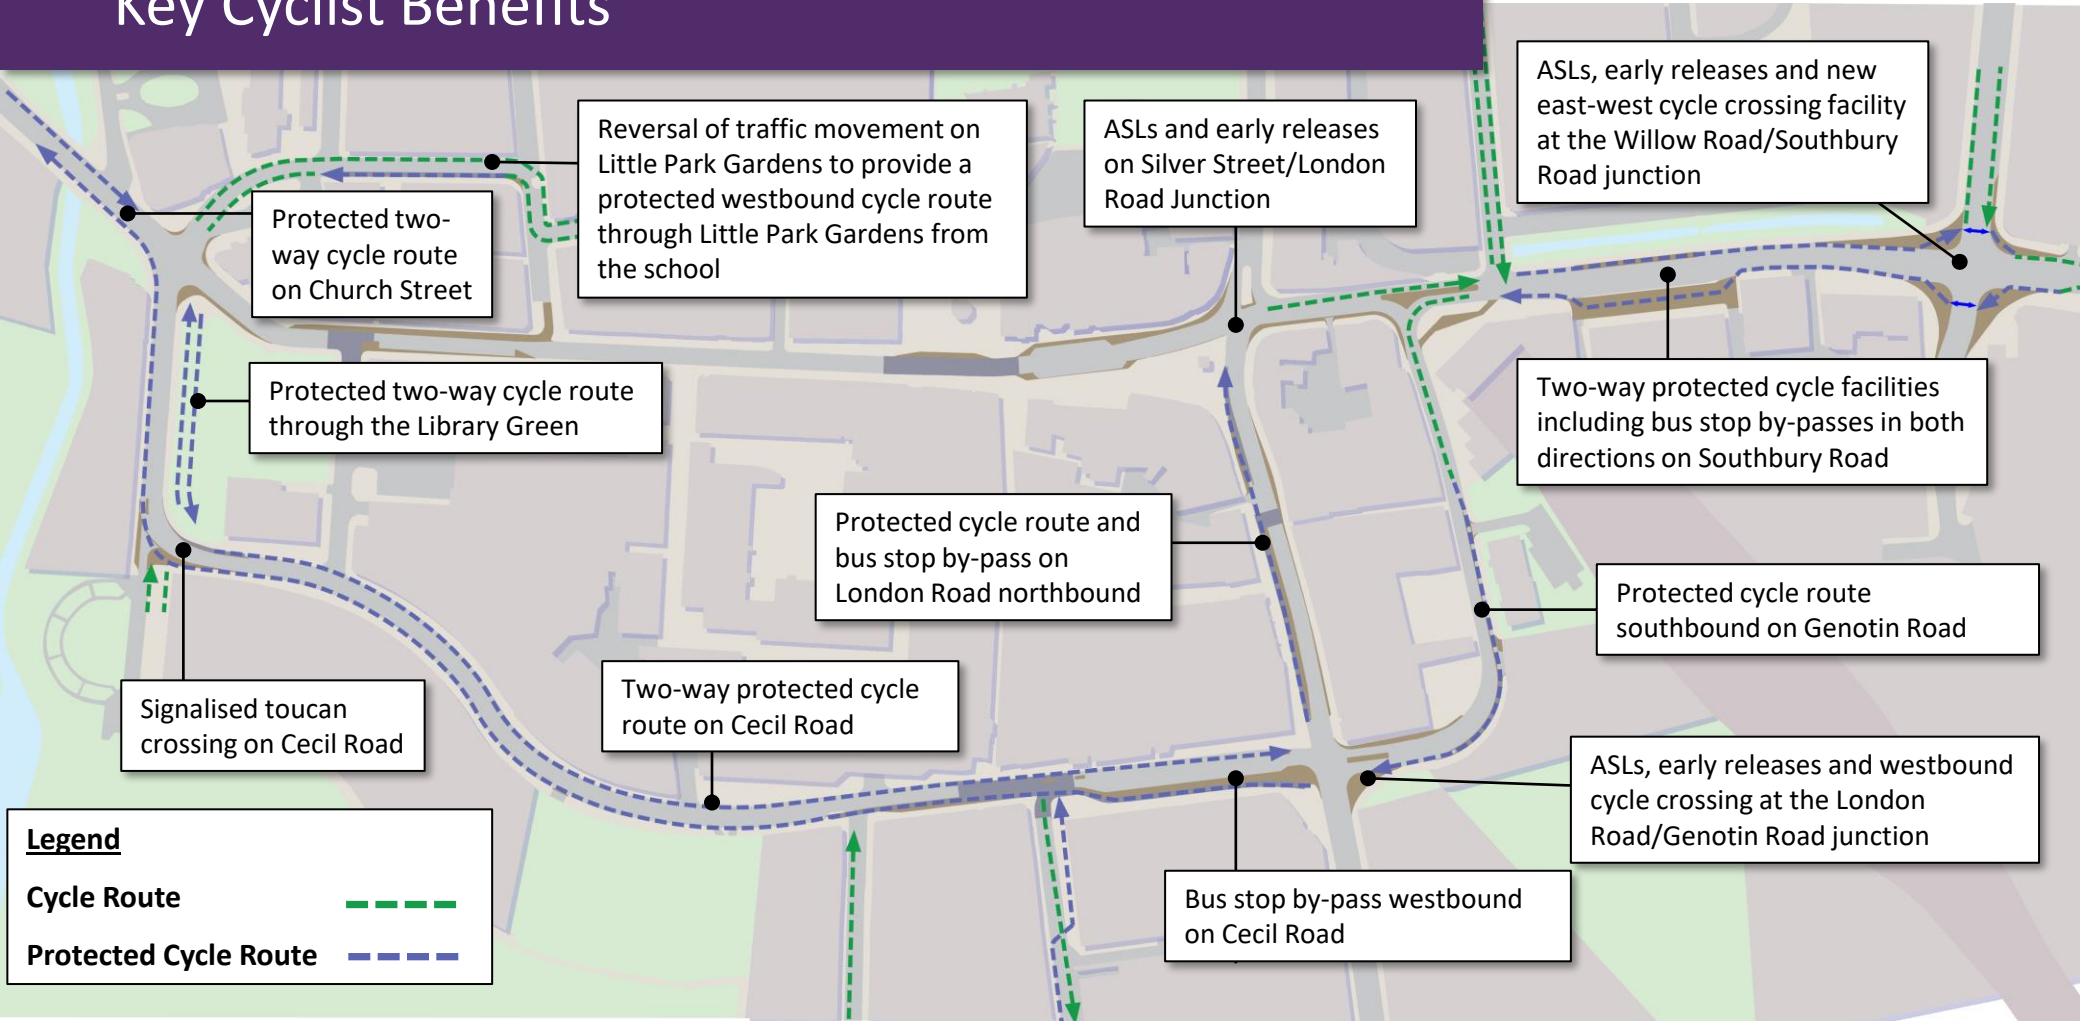 Key Cyclist Benefits
ASLs, early releases and new
east-west cycle crossing facility
at the Willow Road/Southbury
Road junction
Reversal of traffic movement on
Little Park Gardens to provide a
protected westbound cycle route
through Little Park Gardens from
the school
ASLs and early releases
on Silver Street/London
Road Junction
Protected two-
way cycle route
on Church Street
Protected two-way cycle route
through the Library Green
Two-way protected cycle facilities
including bus stop by-passes in both
directions on Southbury Road
Protected cycle route and
bus stop by-pass on
London Road northbound
Protected cycle route
southbound on Genotin Road
Signalised toucan
crossing on Cecil Road
Two-way protected cycle
route on Cecil Road
ASLs, early releases and westbound
cycle crossing at the London
Road/Genotin Road junction
Bus stop by-pass westbound
on Cecil Road
Legend
Cycle Route
Protected Cycle Route